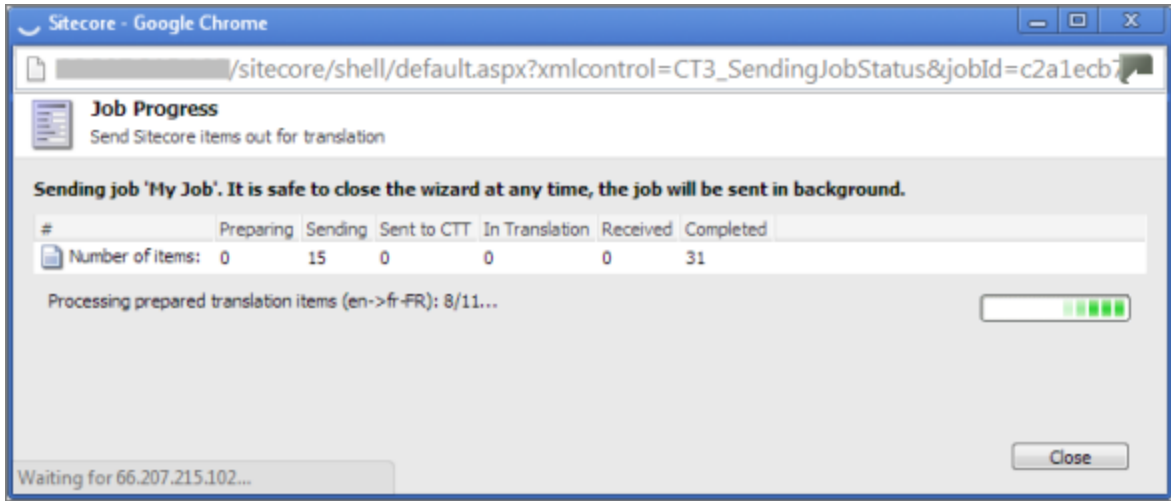 Sitecore - Google Chrome
/sitecore/shell/default.aspx?xmlcontrol=CT3_SendingJobStatus&jobId=c2a1ecb7
Job Progress
Send Sitecore items out for translation
Sending job 'My Job'. It is safe to close the wizard at any time, the job will be sent in background.
# Preparing Sending Sent to CTT In Translation Received Completed
Number of items: 0 15 0 0 0 31
Processing prepared translation items (en->fr-FR): 8/11...
Close
Waiting for 66.207.215.102...